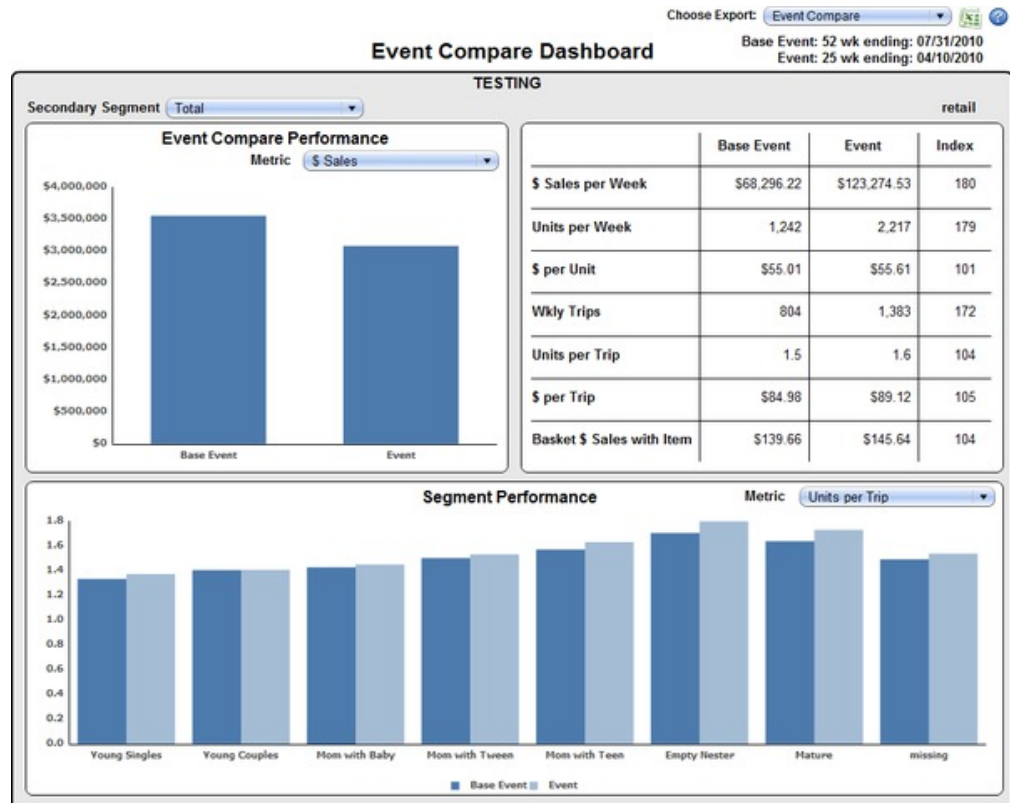 Choose Export: Event Compare
Event Compare Dashboard
Base Event: 52 wk ending: 07/31/2010
Event: 25 wk ending: 04/10/2010
TESTING
Secondary Segment Total
retail
Event Compare Performance
Metric $ Sales
$4,000,000
$3,500,000
$3,000,000
$2,500,000
$2,000,000
$1,500,000
$1,000,000
$500,000
$0
Base Event Event
Base Event Event Index
$ Sales per Week $68,296.22 $123,274.53 180
Units per Week 1,242 2,217 179
$ per Unit $55.01 $55.61 101
Wkly Trips 804 1,383 172
Units per Trip 1.5 1.6 104
$ per Trip $84.98 $89.12 105
Basket $ Sales with Item $139.66 $145.64 104
Segment Performance
Metric Units per Trip
1.8
1.6
1.4
1.2
1.0
0.8
0.6
0.4
0.2
0.0
Young Singles Young Couples Mom with Baby Mom with Tween Mom with Teen Empty Nester Mature missing
Base Event Event